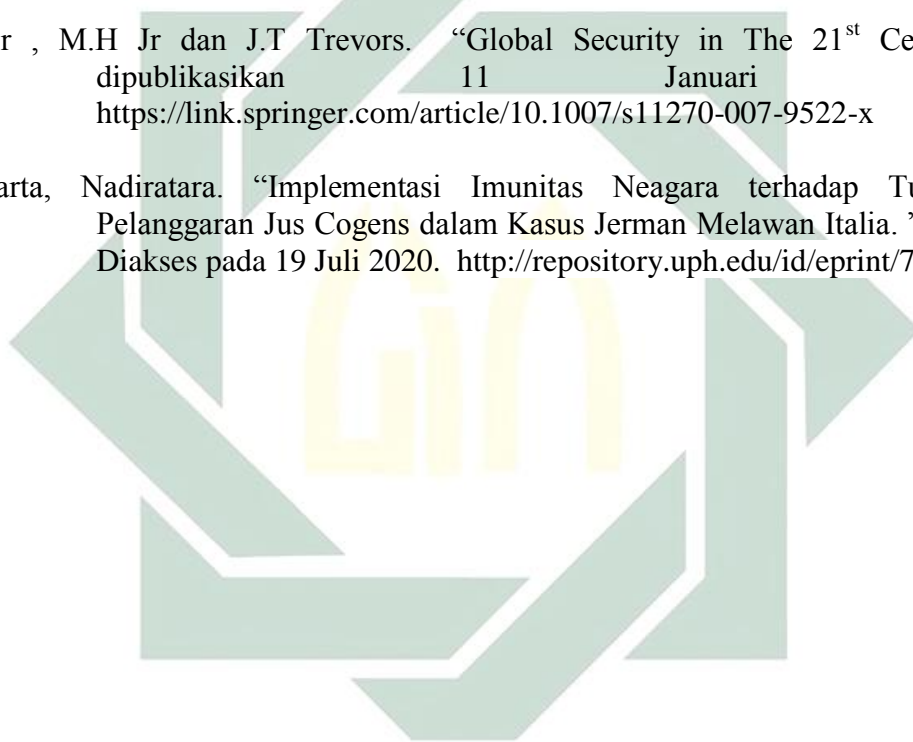 r , M.H Jr dan J.T Trevors. “Global Security in The 21st Ce
dipublikasikan 11 Januari
https://link.springer.com/article/10.1007/s11270-007-9522-x
arta, Nadiratara. “Implementasi Imunitas Neagara terhadap Tu
Pelanggaran Jus Cogens dalam Kasus Jerman Melawan Italia. ”
Diakses pada 19 Juli 2020. http://repository.uph.edu/id/eprint/7